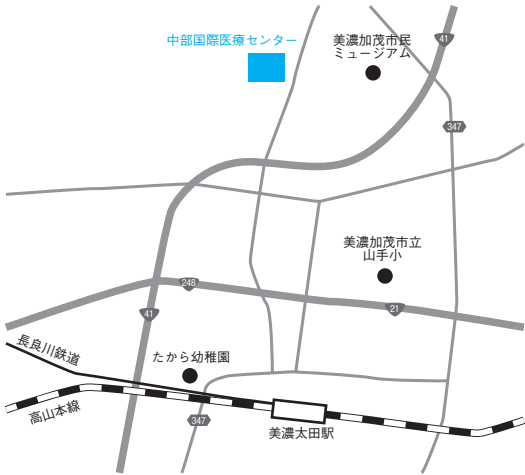 中部国際医療センター
美濃加茂市民
ミュージアム
41
347
美濃加茂市立
山手小
248
21
41
長良川鉄道
たから幼稚園
高山本線
347
美濃太田駅